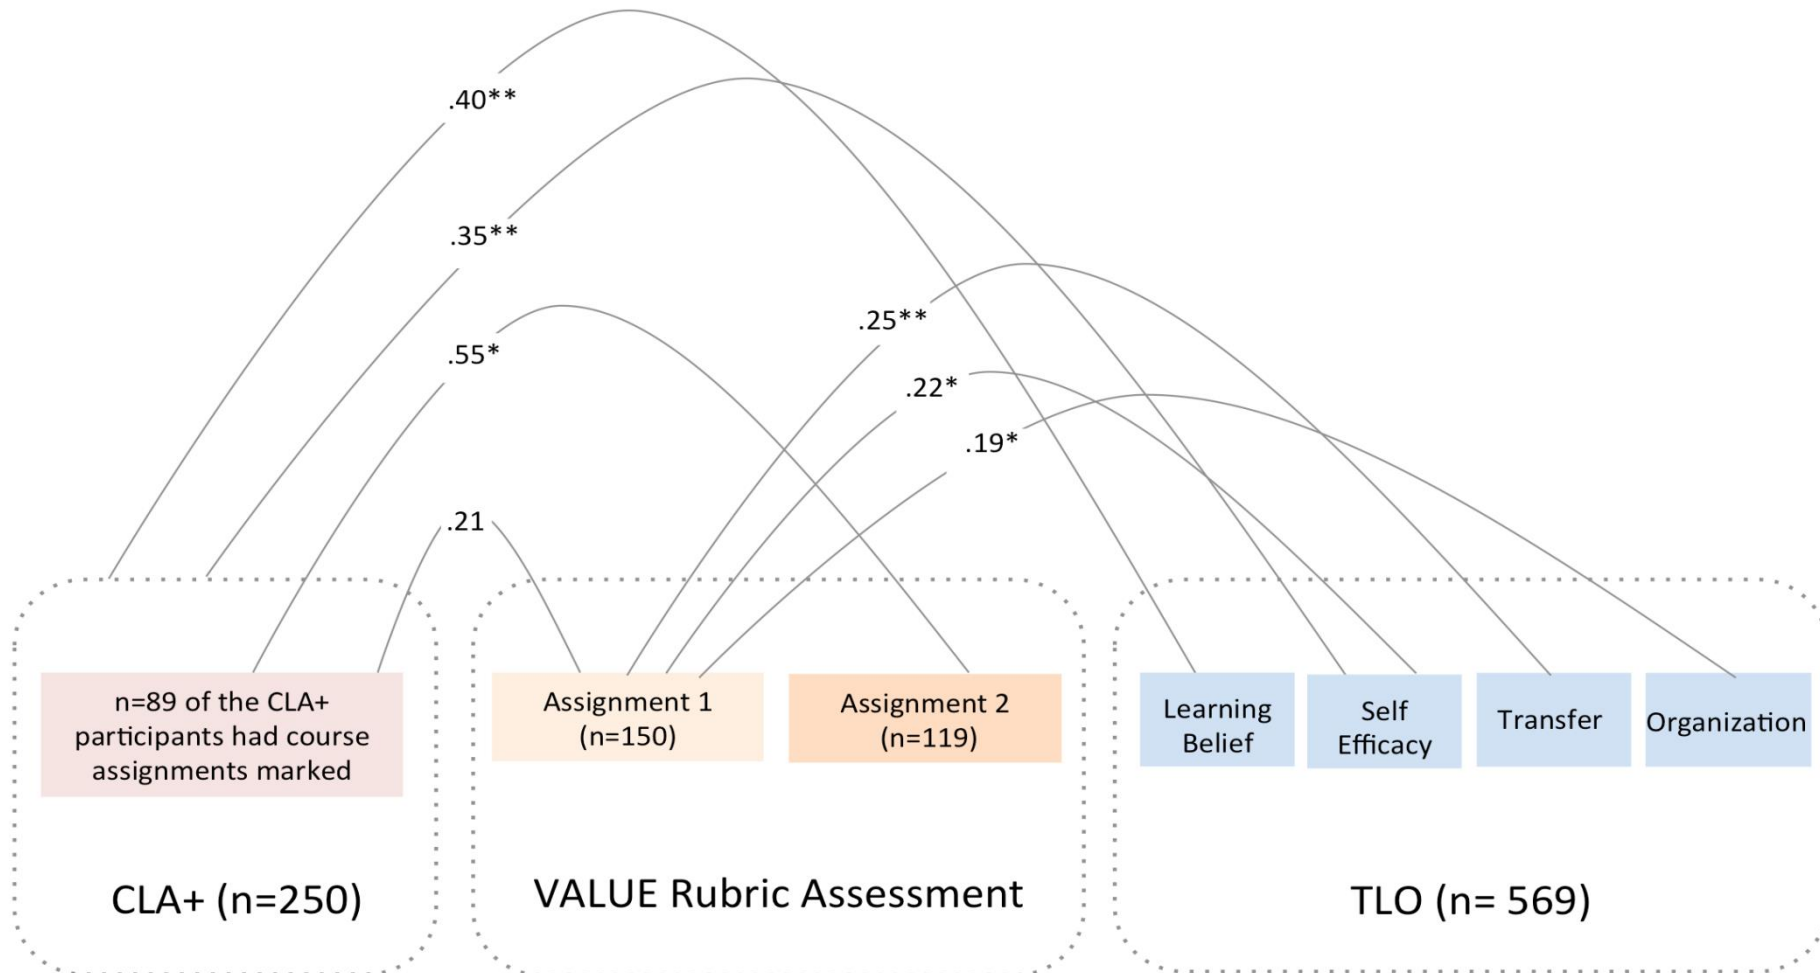 .40**
.35**
.55*
.21
.25**
.22*
.19*
n=89 of the CLA+
participants had course
assignments marked
CLA+ (n=250)
Assignment 1
(n=150)
Assignment 2
(n=119)
VALUE Rubric Assessment
Learning
Belief
Self
Efficacy
Transfer
Organization
TLO (n= 569)